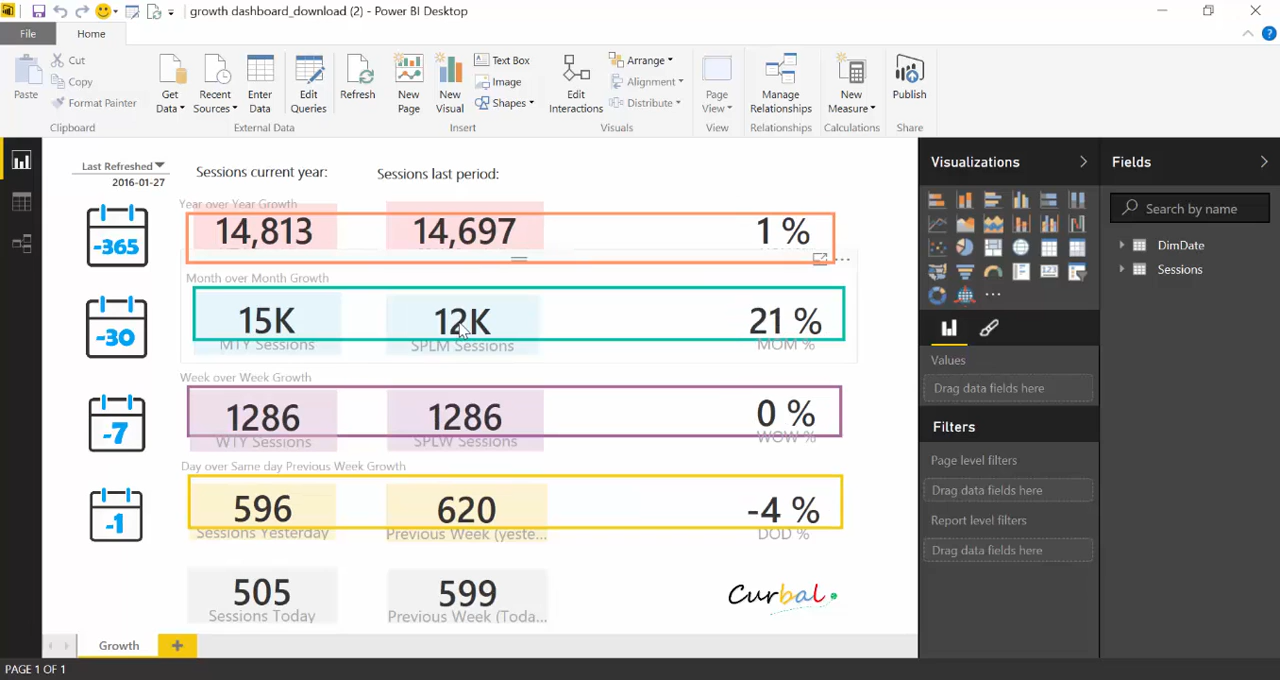 growth dashboard_download (2) - Power BI Desktop
File
Home
Paste
Cut
Copy
Format Painter
Clipboard
Get Data
Recent Sources
Enter Data
Edit Queries
Refresh
External Data
New Page
New Visual
Text Box
Image
Shapes
Insert
Edit Interactions
Arrange
Alignment
Distribute
Visuals
Page View
View
Manage Relationships
Relationships
New Measure
Calculations
Publish
Share
Last Refreshed
2016-01-27
Sessions current year:
Sessions last period:
Year over Year Growth
-365
14,813
14,697
1 %
Month over Month Growth
-30
15K
12K
21 %
MTY Sessions
SPLM Sessions
MOM %
Week over Week Growth
-7
1286
1286
0 %
WTY Sessions
SPLW Sessions
WOW %
Day over Same day Previous Week Growth
-1
596
620
-4 %
Sessions Yesterday
Previous Week (yeste...
DOD %
505
599
Sessions Today
Previous Week (Toda...
Curbal
Growth
PAGE 1 OF 1
Visualizations
Values
Drag data fields here
Filters
Page level filters
Drag data fields here
Report level filters
Drag data fields here
Fields
Search by name
DimDate
Sessions